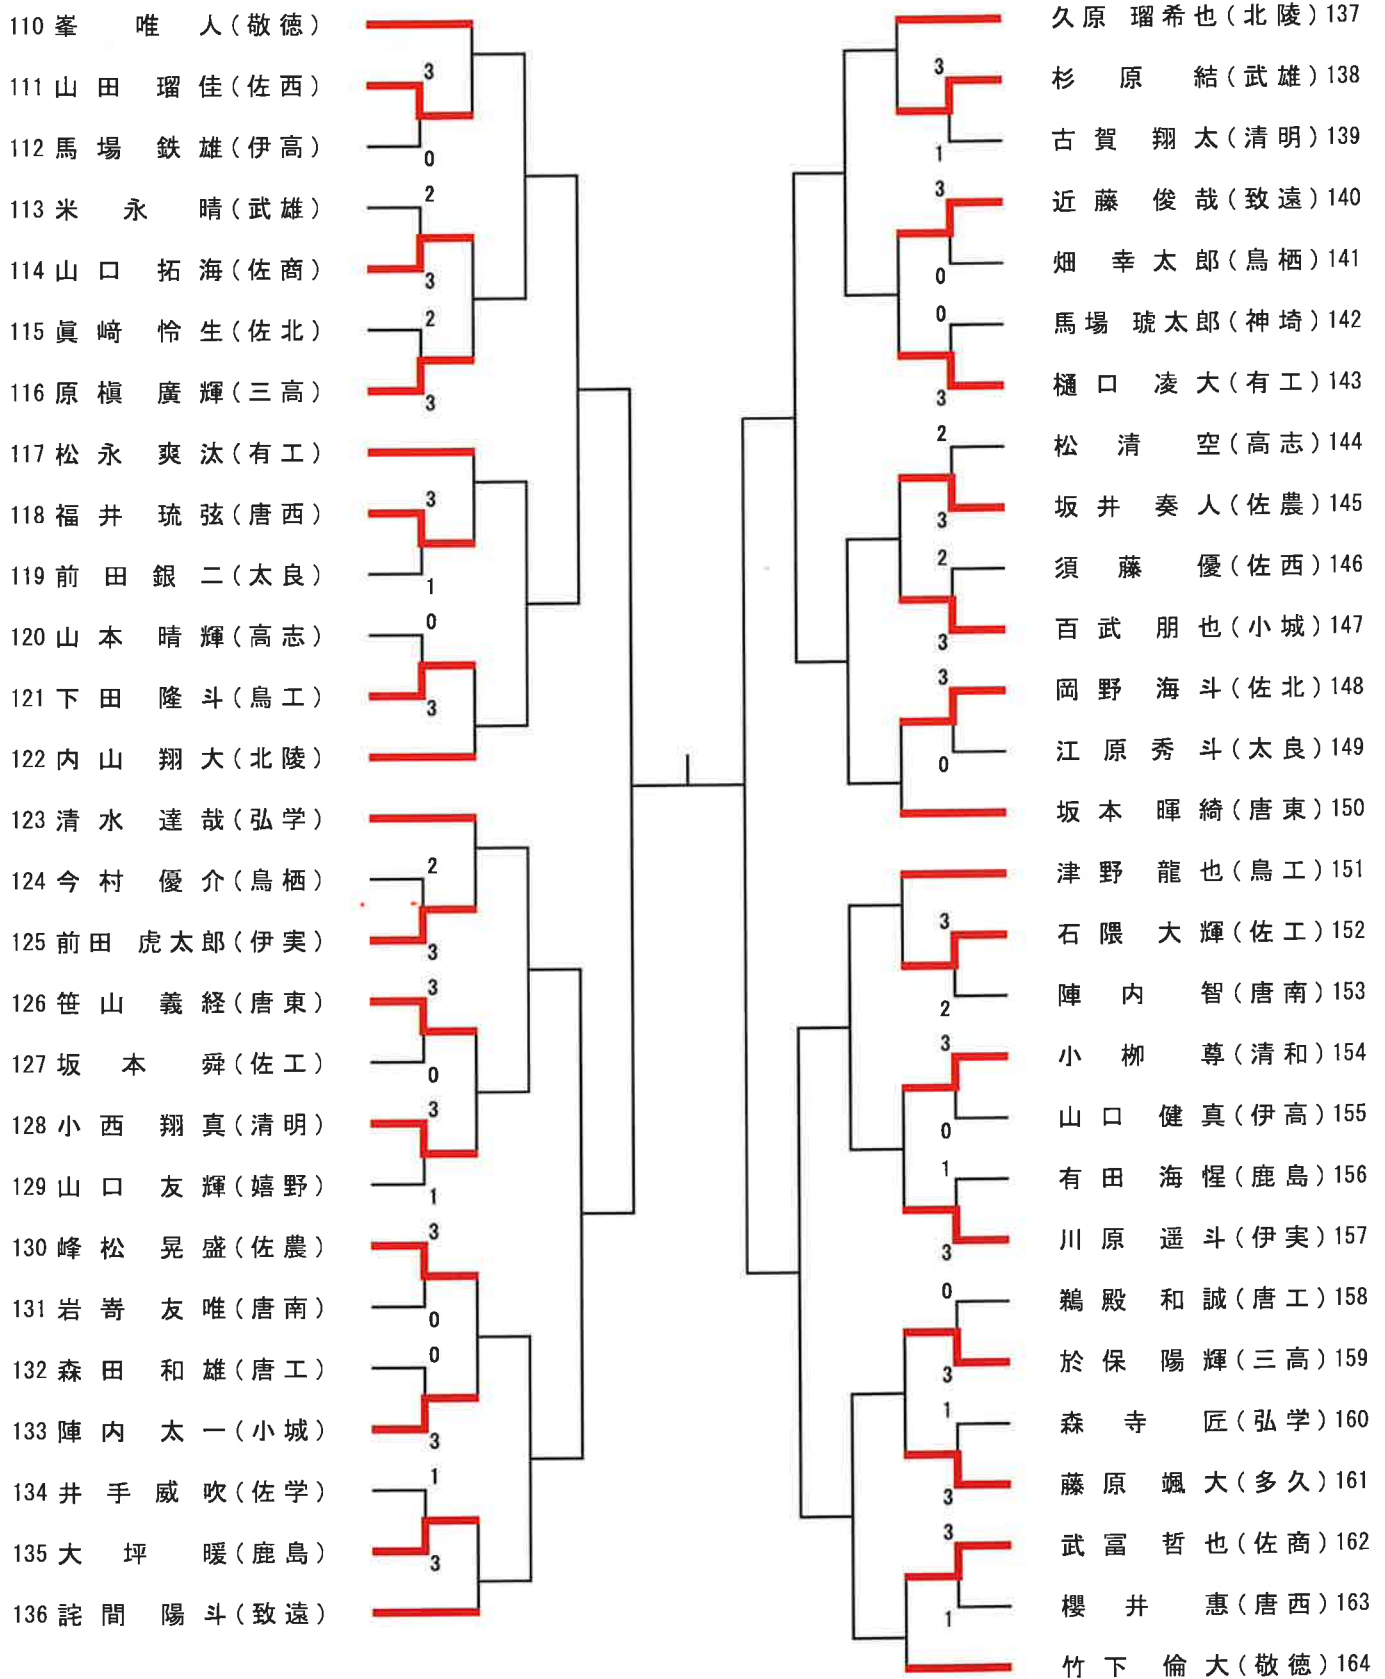 110 峯 唯 人(敬徳)
3
111 山田 瑠佳(佐西)
112 馬場 鉄雄(伊高)
0
2
113 米 永 晴(武雄)
114 山口 拓海(佐商)
3
2
115 眞﨑 怜生(佐北)
116 原槇 廣輝(三高)
3
117 松永 爽汰(有工)
3
118 福井 琉弦(唐西)
119 前田銀二(太良)
1
0
120 山本 晴輝(高志)
121 下田 隆斗(鳥工)
3
122 内山 翔大(北陵)
123 清水 達哉(弘学)
2
124 今村 優介(鳥栖)
125 前田 虎太郎(伊実)
3
3
126 笹山 義経(唐東)
127 坂 本 舜(佐工)
0
3
128 小西 翔真(清明)
129 山口 友輝(嬉野)
1
3
130 峰松 晃盛(佐農)
131 岩嵜 友唯(唐南)
0
0
132 森田 和雄(唐工)
133 陣内 太一(小城)
3
1
134 井手威吹(佐学)
135 大 坪 暖(鹿島)
3
136 詫間 陽斗(致遠)
久原 瑠希也(北陵)137
3
杉 原 結(武雄)138
古賀 翔太(清明)139
1
3
近藤 俊哉(致遠)140
畑 幸太郎(鳥栖)141
0
0
馬場 琥太郎(神埼)142
樋口 凌大(有工)143
3
2
松 清 空(高志)144
坂井 奏人(佐農)145
3
2
須 藤 優(佐西)146
百武 朋也(小城)147
3
3
岡野 海斗(佐北)148
江原秀斗(太良)149
0
坂本 暉綺(唐東)150
津野 龍也(鳥工)151
3
石隈 大輝(佐工)152
陣 内 智(唐南)153
2
3
小 栁 尊(清和)154
山口 健真(伊高)155
0
1
有田 海惺(鹿島)156
川原 遥斗(伊実)157
3
0
鵜殿 和誠(唐工)158
於保 陽輝(三高)159
3
1
森 寺 匠(弘学)160
藤原 颯大(多久)161
3
3
武冨 哲也(佐商)162
櫻 井 惠(唐西)163
1
竹下 倫大(敬徳)164